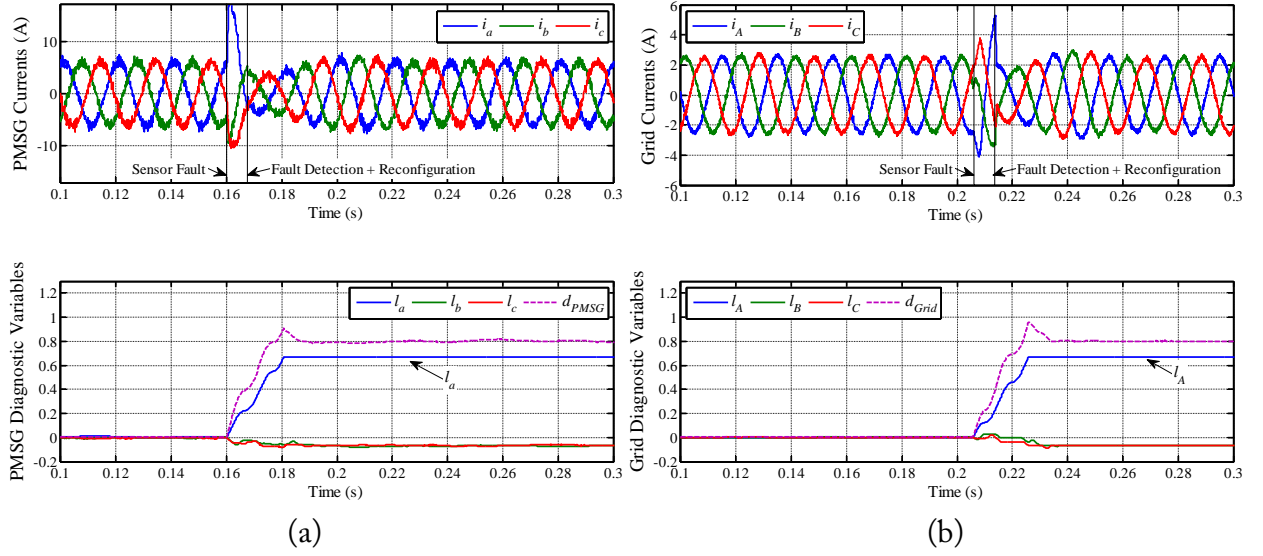 PMSG Currents (A)
10
0
-10
i_a i_b i_c
Sensor Fault
Fault Detection + Reconfiguration
0.1 0.12 0.14 0.16 0.18 0.2 0.22 0.24 0.26 0.28 0.3
Time (s)
Grid Currents (A)
6
4
2
0
-2
-4
-6
i_A i_B i_C
Sensor Fault
Fault Detection + Reconfiguration
0.1 0.12 0.14 0.16 0.18 0.2 0.22 0.24 0.26 0.28 0.3
Time (s)
PMSG Diagnostic Variables
1.2
1
0.8
0.6
0.4
0.2
0
-0.2
l_a l_b l_c d_PMSG
l_a
0.1 0.12 0.14 0.16 0.18 0.2 0.22 0.24 0.26 0.28 0.3
Time (s)
(a)
Grid Diagnostic Variables
1.2
1
0.8
0.6
0.4
0.2
0
-0.2
l_A l_B l_C d_Grid
l_A
0.1 0.12 0.14 0.16 0.18 0.2 0.22 0.24 0.26 0.28 0.3
Time (s)
(b)